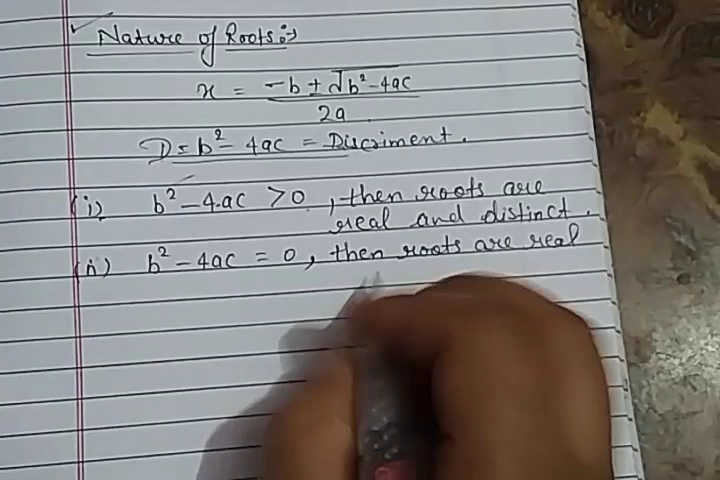 Nature of Roots :-)
x = -b ± √b² - 4ac / 2a
D = b² - 4ac = Discriment.
(i) b² - 4ac > 0, then roots are
real and distinct.
(ii) b² - 4ac = 0, then roots are real